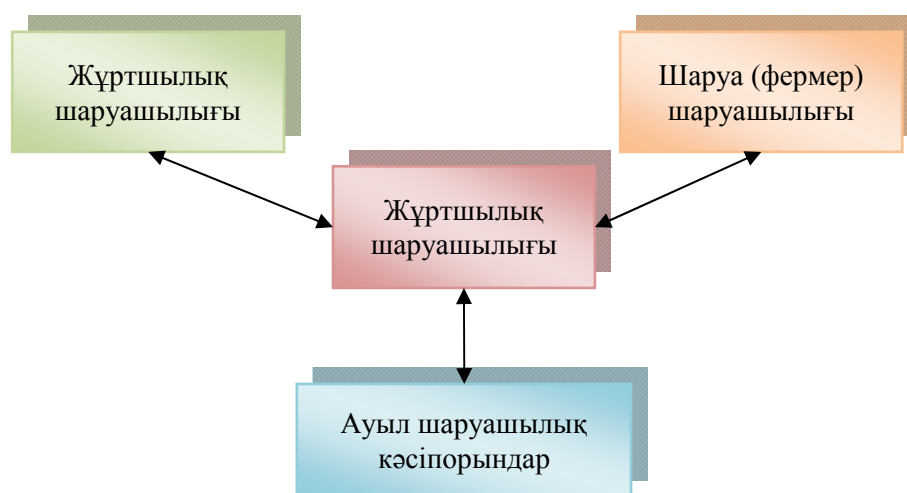 Жұртшылық
шаруашылығы
Шаруа (фермер)
шаруашылығы
Жұртшылық
шаруашылығы
Ауыл шаруашылық
кәсіпорындар